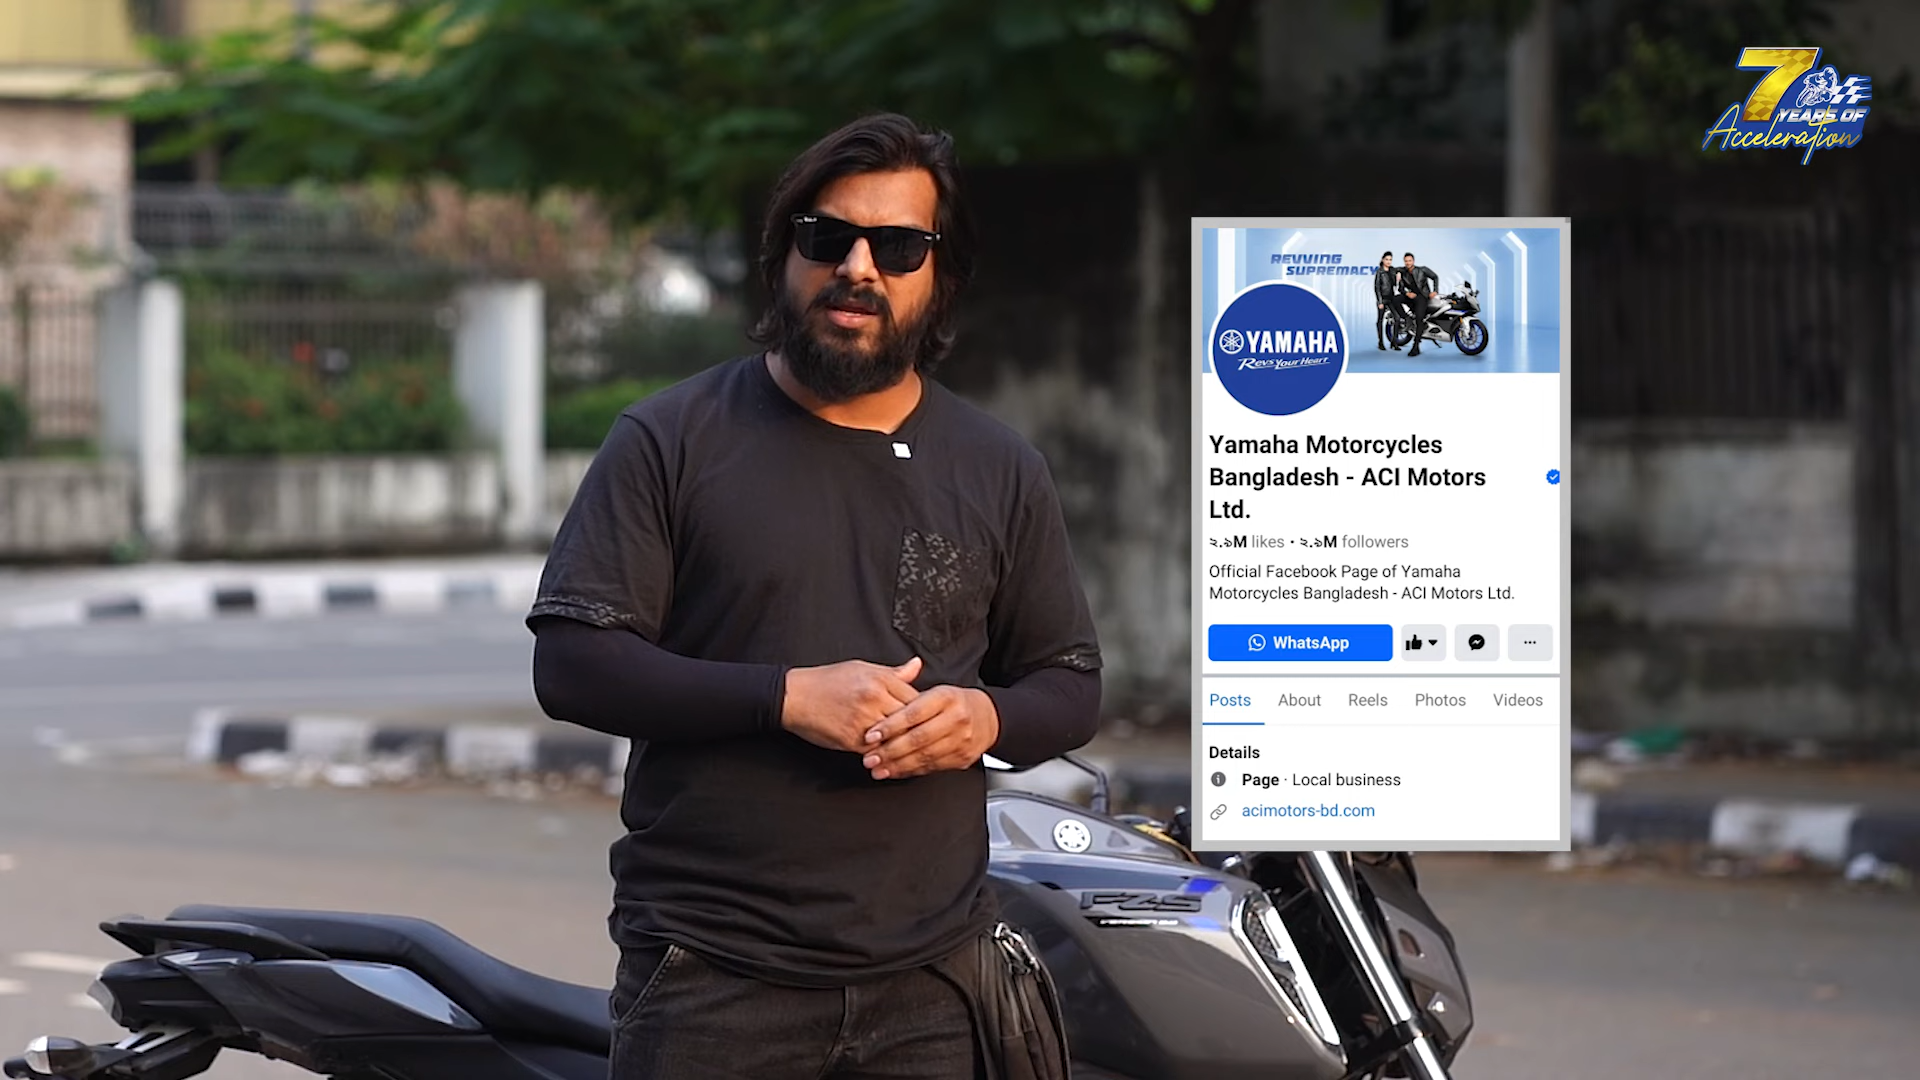 7
YEARS OF
Acceleration
REVVING
SUPREMACY
YAMAHA
Revs Your Heart
Yamaha Motorcycles
Bangladesh - ACI Motors
Ltd.
২.৯M likes • ২.৯M followers
Official Facebook Page of Yamaha
Motorcycles Bangladesh - ACI Motors Ltd.
WhatsApp
Posts About Reels Photos Videos
Details
Page · Local business
acimotors-bd.com
FZS